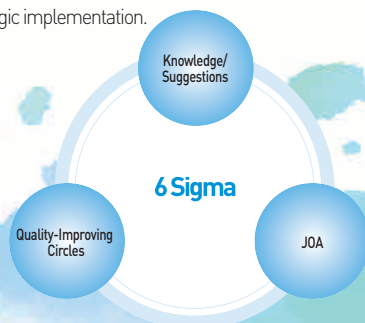 gic implementation.
Knowledge/
Suggestions
6 Sigma
Quality-Improving
Circles
JOA